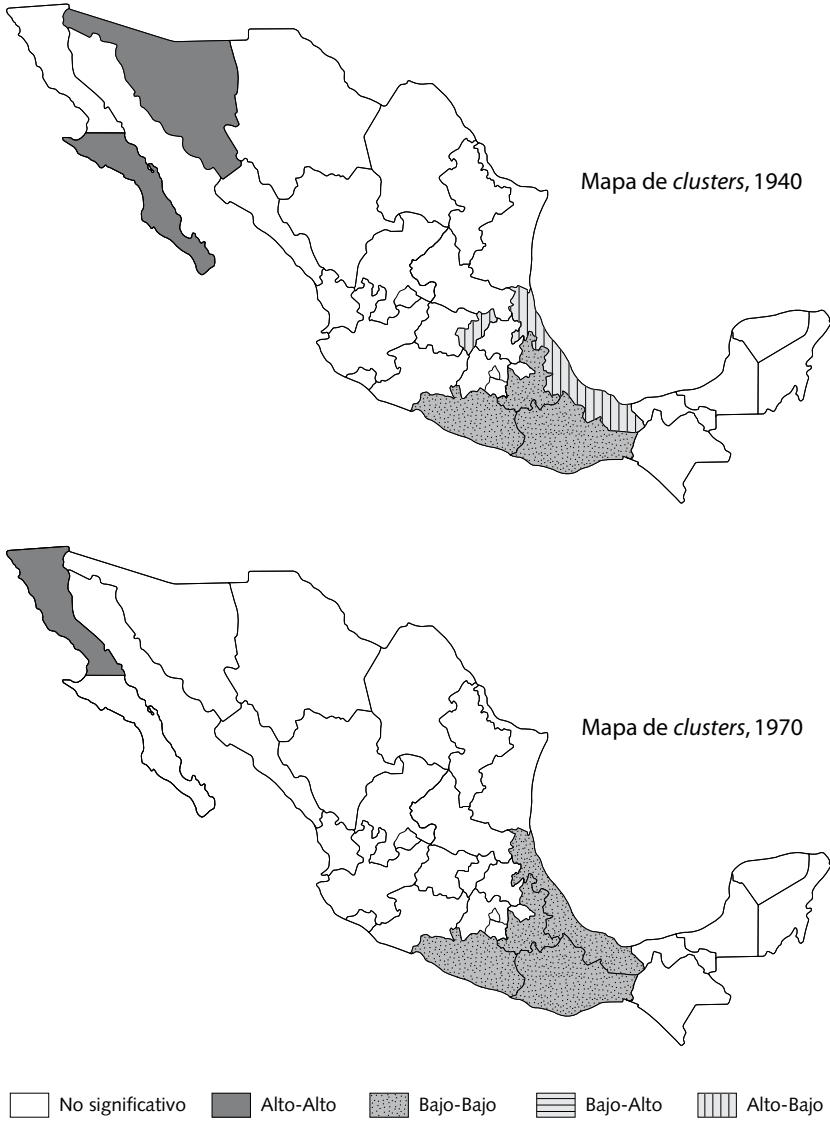 Mapa de clusters, 1940
Mapa de clusters, 1970
No significativo Alto-Alto Bajo-Bajo Bajo-Alto Alto-Bajo